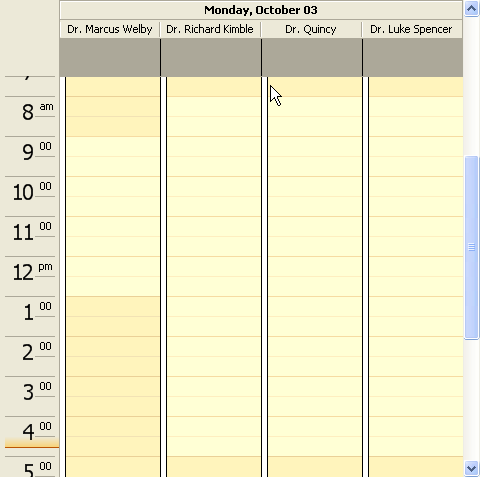 Monday, October 03
Dr. Marcus Welby Dr. Richard Kimble Dr. Quincy Dr. Luke Spencer
8 am
9 00
10 00
11 00
12 pm
1 00
2 00
3 00
4 00
5 00